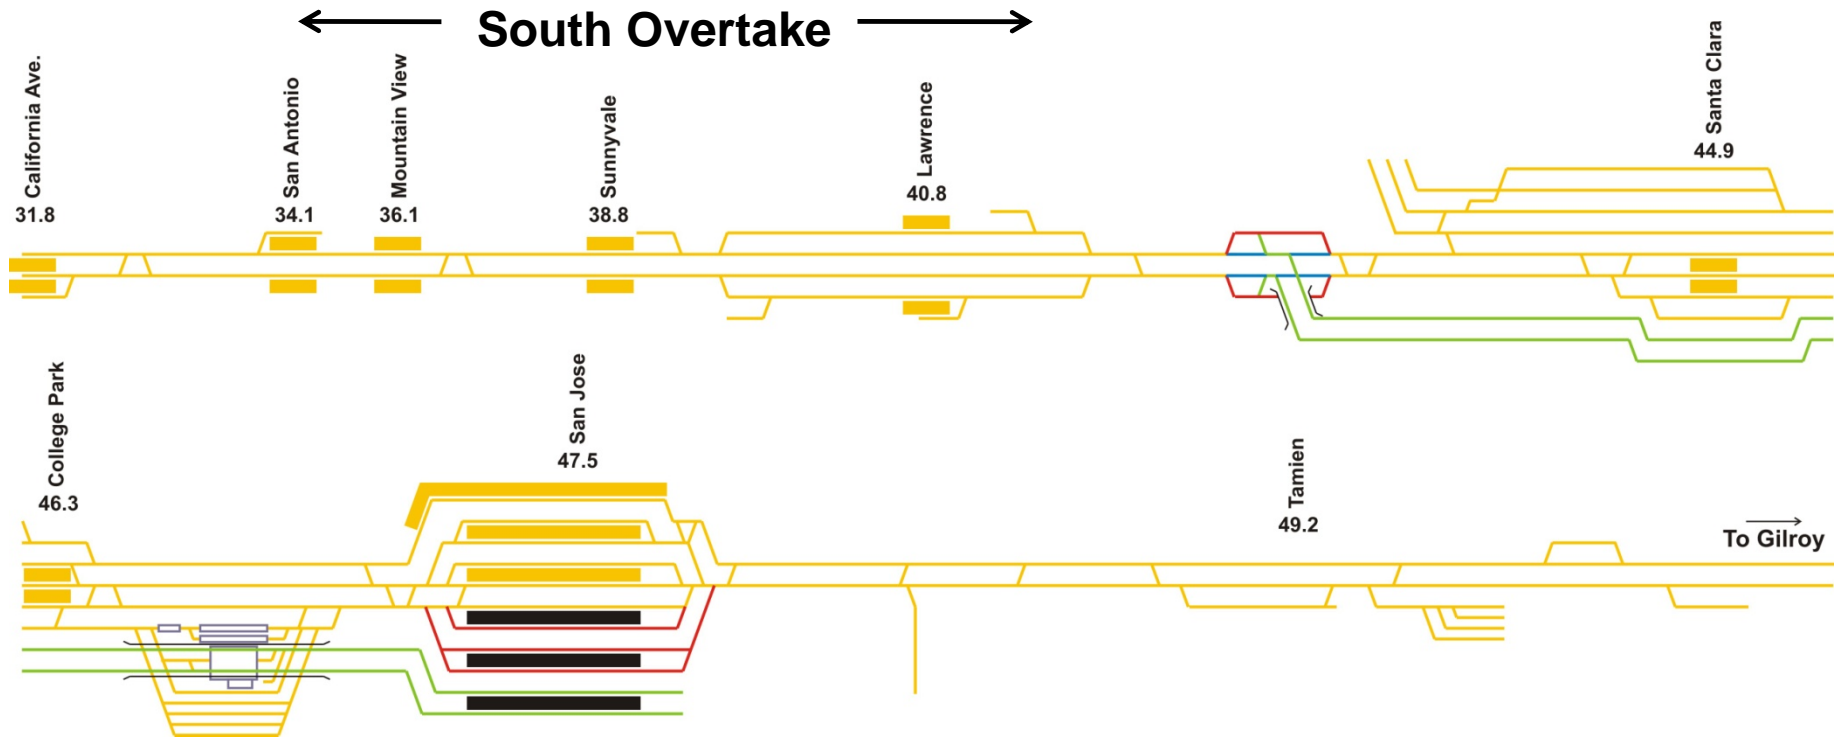 South Overtake
California Ave.
31.8
San Antonio
34.1
Mountain View
36.1
Sunnyvale
38.8
Lawrence
40.8
Santa Clara
44.9
College Park
46.3
San Jose
47.5
Tamien
49.2
To Gilroy